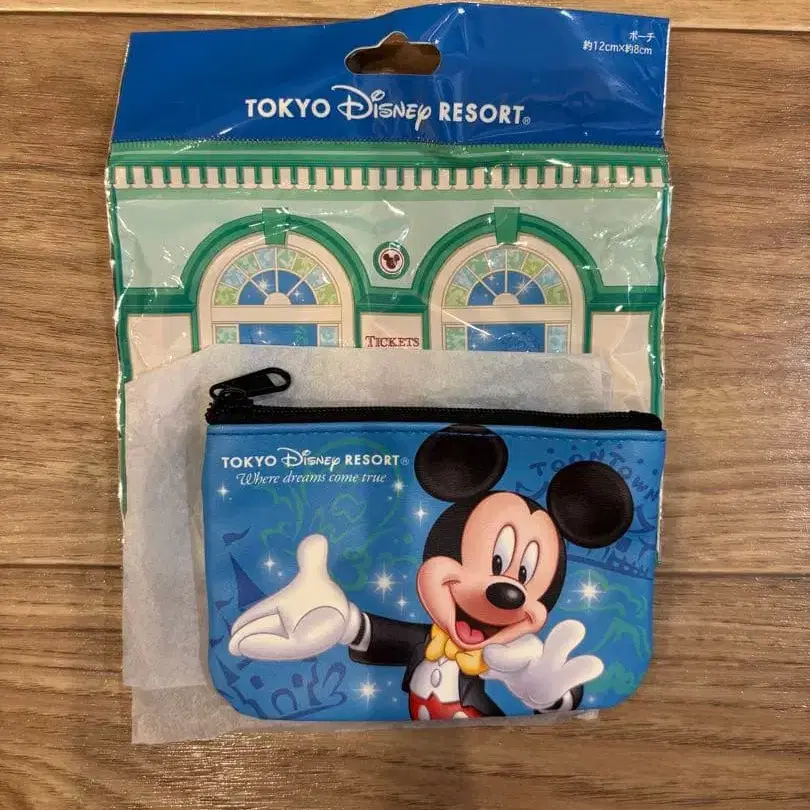 ポーチ
約12cm×約8cm
TOKYO Disney RESORT®
TICKETS
TOKYO Disney RESORT®
Where dreams come true
TOONTOWN